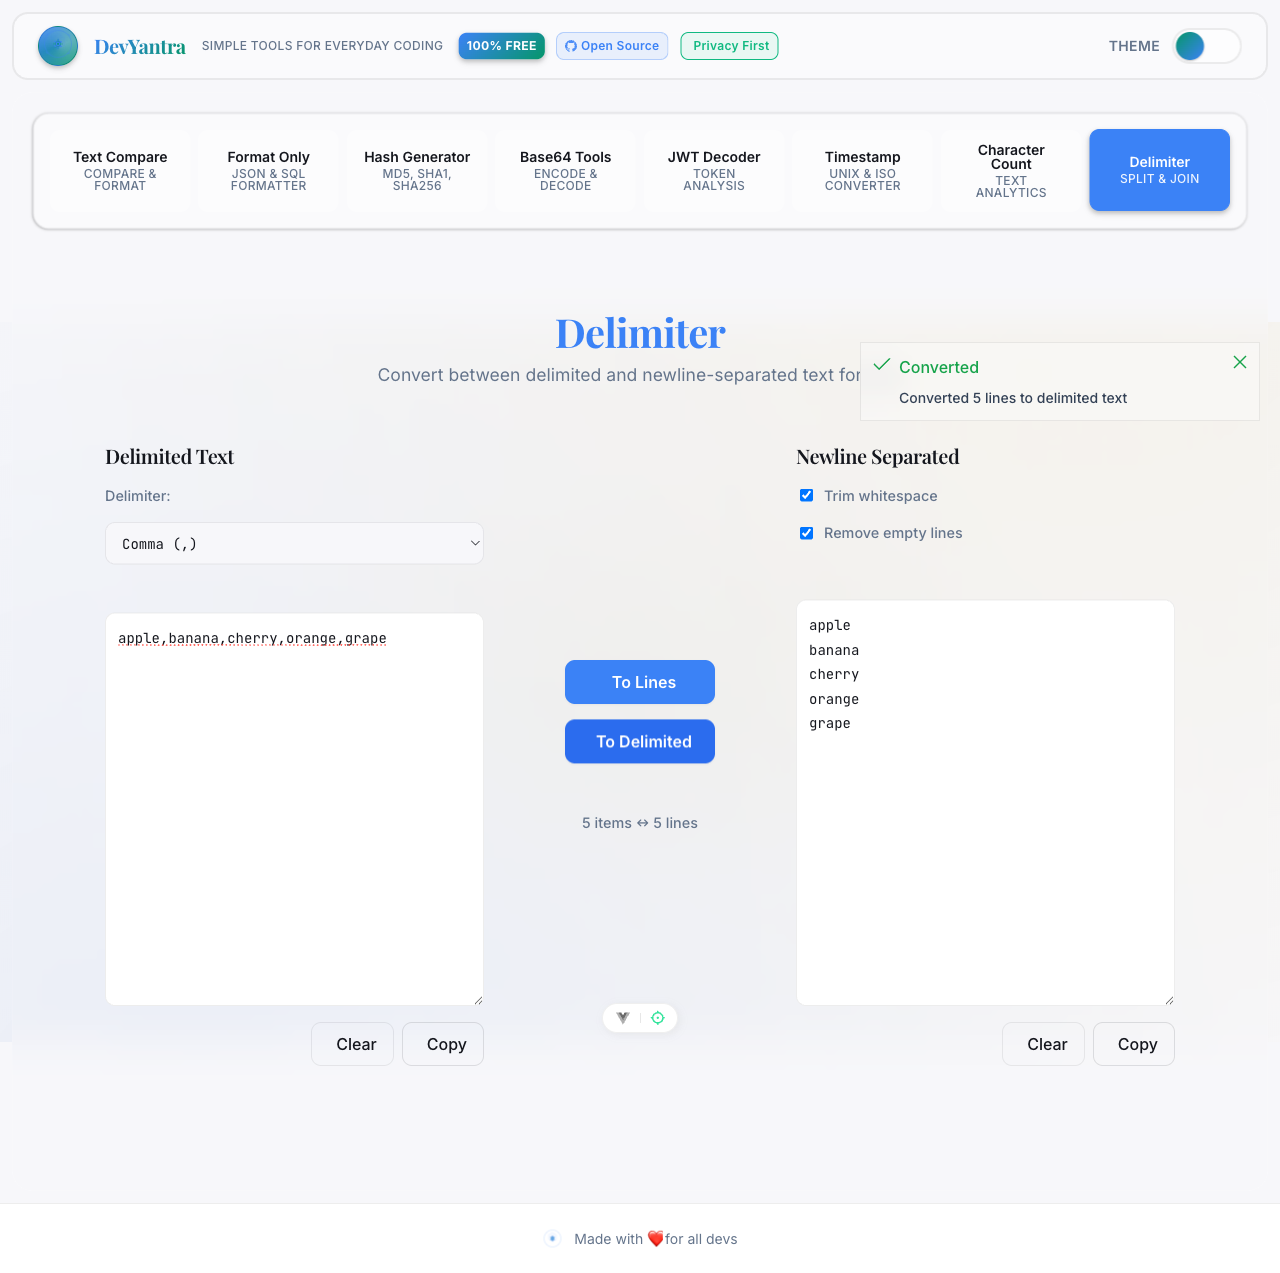 DevYantra
SIMPLE TOOLS FOR EVERYDAY CODING
100% FREE
Open Source
Privacy First
THEME
Text Compare
COMPARE &
FORMAT
Format Only
JSON & SQL
FORMATTER
Hash Generator
MD5, SHA1,
SHA256
Base64 Tools
ENCODE &
DECODE
JWT Decoder
TOKEN
ANALYSIS
Timestamp
UNIX & ISO
CONVERTER
Character
Count
TEXT
ANALYTICS
Delimiter
SPLIT & JOIN
Delimiter
Convert between delimited and newline-separated text for
Converted
Converted 5 lines to delimited text
Delimited Text
Delimiter:
Comma (,)
apple,banana,cherry,orange,grape
Clear
Copy
To Lines
To Delimited
5 items ↔ 5 lines
Newline Separated
Trim whitespace
Remove empty lines
apple
banana
cherry
orange
grape
Clear
Copy
Made with ❤️for all devs